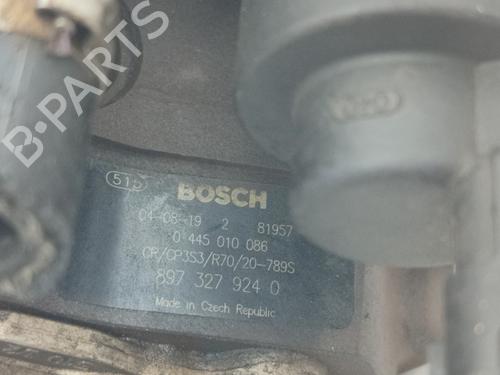 B-PARTS
515 BOSCH
04-08-19 2 81957
0 445 010 086
CR/CP3S3/R70/20-789S
897 327 924 0
Made in Czech Republic